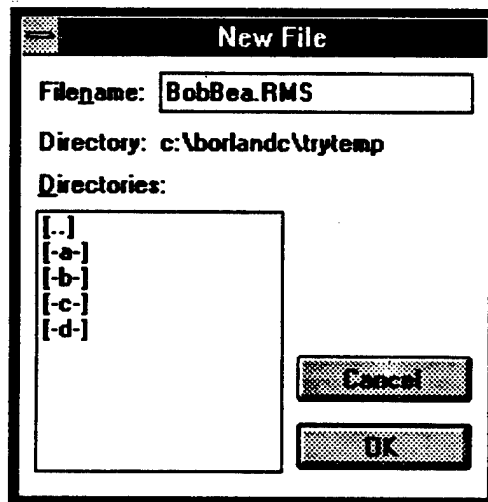 New File
Filename: BobBea.RMS
Directory: c:\borlandc\trytemp
Directories:
[..]
[-a-]
[-b-]
[-c-]
[-d-]
Cancel
OK